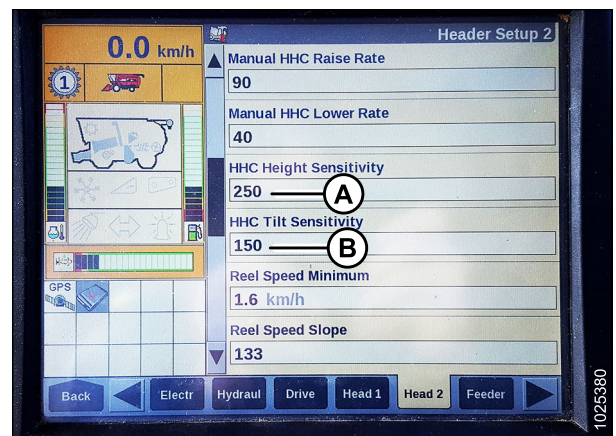 0.0 km/h
Header Setup 2
1
Manual HHC Raise Rate
90
Manual HHC Lower Rate
40
HHC Height Sensitivity
250
A
HHC Tilt Sensitivity
150
B
Reel Speed Minimum
1.6 km/h
GPS
Reel Speed Slope
133
Back
Electr
Hydraul
Drive
Head 1
Head 2
Feeder
1025380